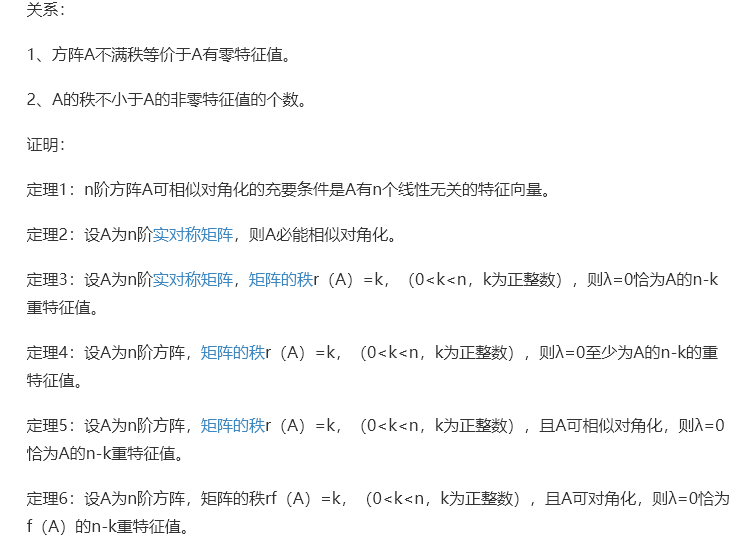 关系：
1、方阵A不满秩等价于A有零特征值。
2、A的秩不小于A的非零特征值的个数。
证明：
定理1：n阶方阵A可相似对角化的充要条件是A有n个线性无关的特征向量。
定理2：设A为n阶实对称矩阵，则A必能相似对角化。
定理3：设A为n阶实对称矩阵，矩阵的秩r（A）=k，（0<k<n，k为正整数），则λ=0恰为A的n-k
重特征值。
定理4：设A为n阶方阵，矩阵的秩r（A）=k，（0<k<n，k为正整数），则λ=0至少为A的n-k的重
特征值。
定理5：设A为n阶方阵，矩阵的秩r（A）=k，（0<k<n，k为正整数），且A可相似对角化，则λ=0
恰为A的n-k重特征值。
定理6：设A为n阶方阵，矩阵的秩rf（A）=k，（0<k<n，k为正整数），且A可对角化，则λ=0恰为
f（A）的n-k重特征值。